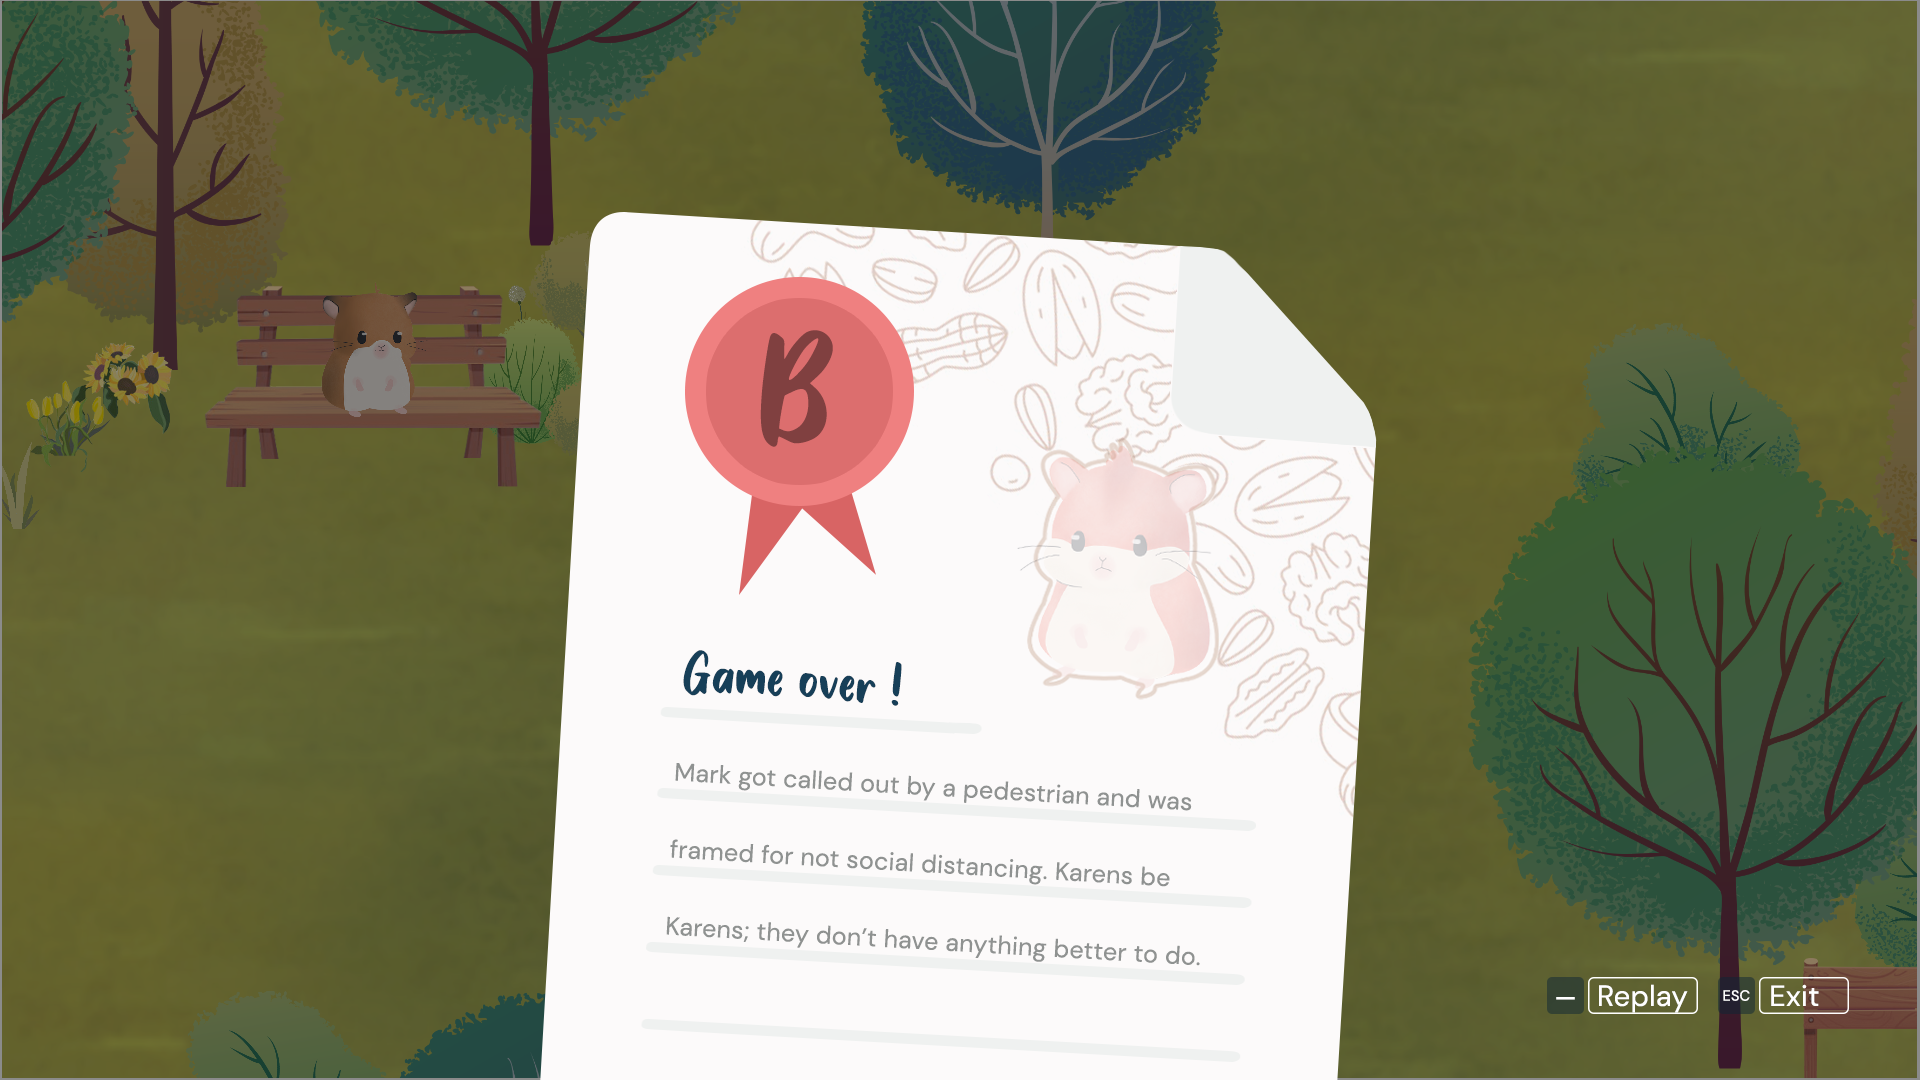 B
Game over !
Mark got called out by a pedestrian and was
framed for not social distancing. Karens be
Karens; they don’t have anything better to do.
– Replay ESC Exit